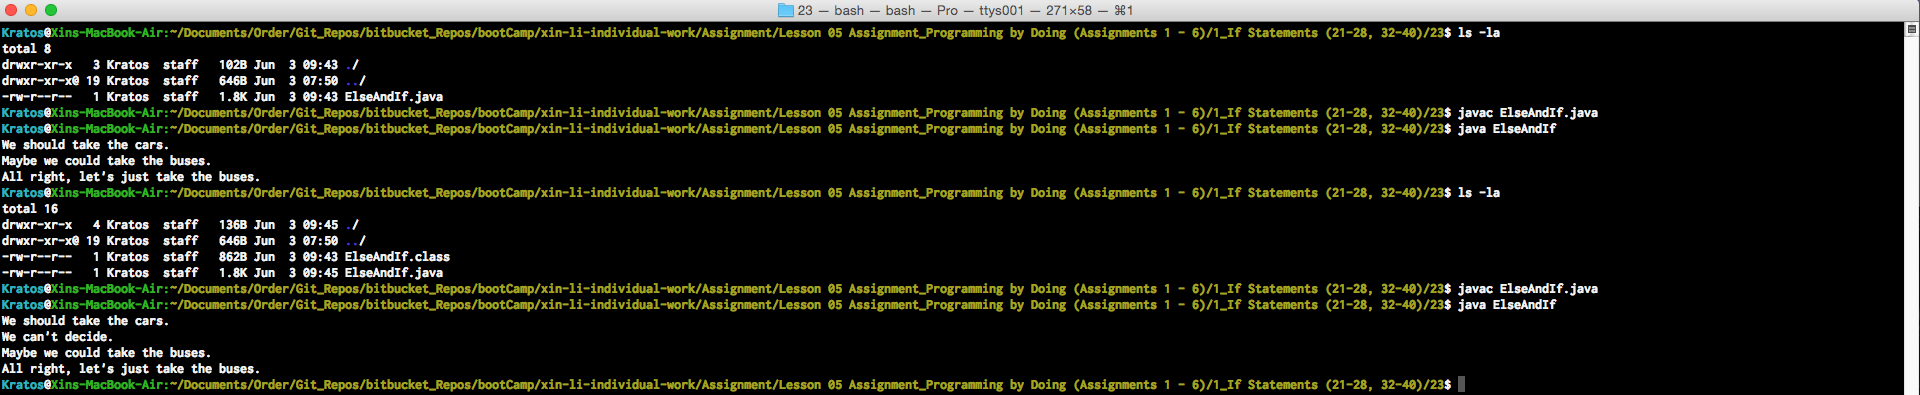 23 — bash — bash — Pro — ttys001 — 271×58 — ⌘1
Kratos@Xins-MacBook-Air:~/Documents/Order/Git_Repos/bitbucket_Repos/bootCamp/xin-li-individual-work/Assignment/Lesson 05 Assignment_Programming by Doing (Assignments 1 - 6)/1_If Statements (21-28, 32-40)/23$ ls -la
total 8
drwxr-xr-x   3 Kratos  staff   102B Jun  3 09:43 ./
drwxr-xr-x@ 19 Kratos  staff   646B Jun  3 07:50 ../
-rw-r--r--   1 Kratos  staff   1.8K Jun  3 09:43 ElseAndIf.java
Kratos@Xins-MacBook-Air:~/Documents/Order/Git_Repos/bitbucket_Repos/bootCamp/xin-li-individual-work/Assignment/Lesson 05 Assignment_Programming by Doing (Assignments 1 - 6)/1_If Statements (21-28, 32-40)/23$ javac ElseAndIf.java
Kratos@Xins-MacBook-Air:~/Documents/Order/Git_Repos/bitbucket_Repos/bootCamp/xin-li-individual-work/Assignment/Lesson 05 Assignment_Programming by Doing (Assignments 1 - 6)/1_If Statements (21-28, 32-40)/23$ java ElseAndIf
We should take the cars.
Maybe we could take the buses.
All right, let's just take the buses.
Kratos@Xins-MacBook-Air:~/Documents/Order/Git_Repos/bitbucket_Repos/bootCamp/xin-li-individual-work/Assignment/Lesson 05 Assignment_Programming by Doing (Assignments 1 - 6)/1_If Statements (21-28, 32-40)/23$ ls -la
total 16
drwxr-xr-x   4 Kratos  staff   136B Jun  3 09:45 ./
drwxr-xr-x@ 19 Kratos  staff   646B Jun  3 07:50 ../
-rw-r--r--   1 Kratos  staff   862B Jun  3 09:43 ElseAndIf.class
-rw-r--r--   1 Kratos  staff   1.8K Jun  3 09:45 ElseAndIf.java
Kratos@Xins-MacBook-Air:~/Documents/Order/Git_Repos/bitbucket_Repos/bootCamp/xin-li-individual-work/Assignment/Lesson 05 Assignment_Programming by Doing (Assignments 1 - 6)/1_If Statements (21-28, 32-40)/23$ javac ElseAndIf.java
Kratos@Xins-MacBook-Air:~/Documents/Order/Git_Repos/bitbucket_Repos/bootCamp/xin-li-individual-work/Assignment/Lesson 05 Assignment_Programming by Doing (Assignments 1 - 6)/1_If Statements (21-28, 32-40)/23$ java ElseAndIf
We should take the cars.
We can't decide.
Maybe we could take the buses.
All right, let's just take the buses.
Kratos@Xins-MacBook-Air:~/Documents/Order/Git_Repos/bitbucket_Repos/bootCamp/xin-li-individual-work/Assignment/Lesson 05 Assignment_Programming by Doing (Assignments 1 - 6)/1_If Statements (21-28, 32-40)/23$